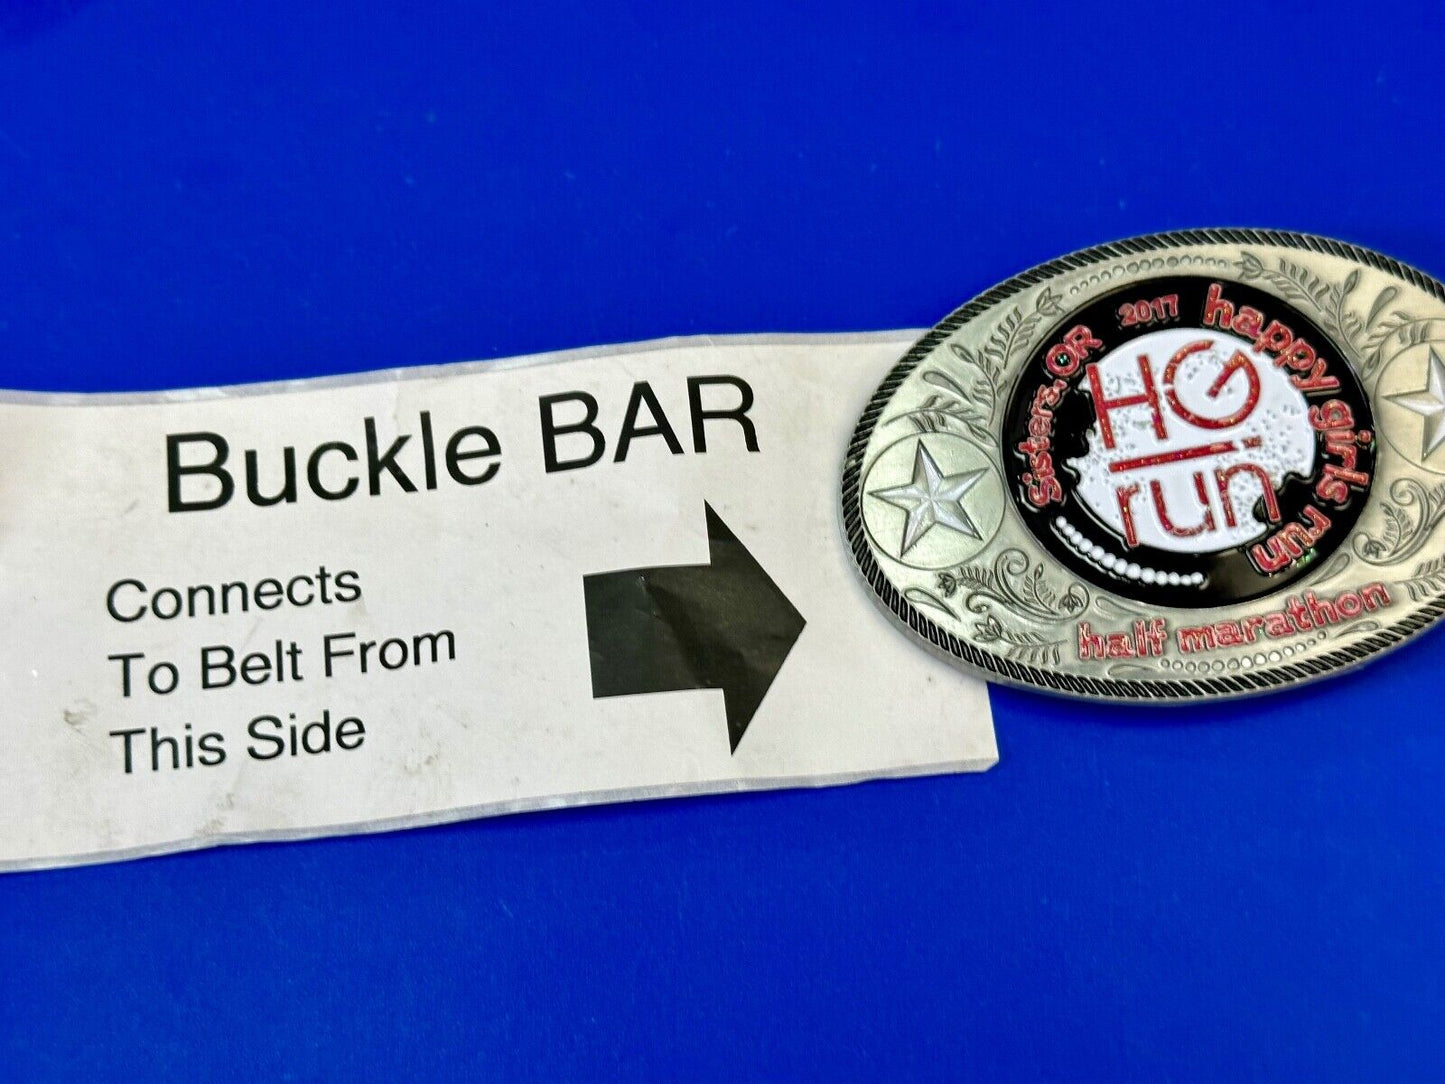 Buckle BAR
Connects
To Belt From
This Side
Sisters, OR 2017 happy girls run
HG
run
half marathon